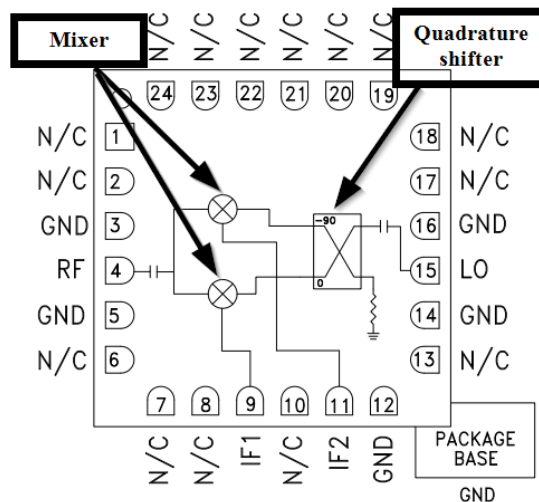 Mixer
Quadrature
shifter
N/C N/C N/C N/C N/C N/C
24 23 22 21 20 19
N/C 1 18 N/C
N/C 2 17 N/C
GND 3 -90 16 GND
RF 4 15 LO
0
GND 5 14 GND
N/C 6 13 N/C
7 8 9 10 11 12
N/C N/C IF1 N/C IF2 GND
PACKAGE
BASE
GND